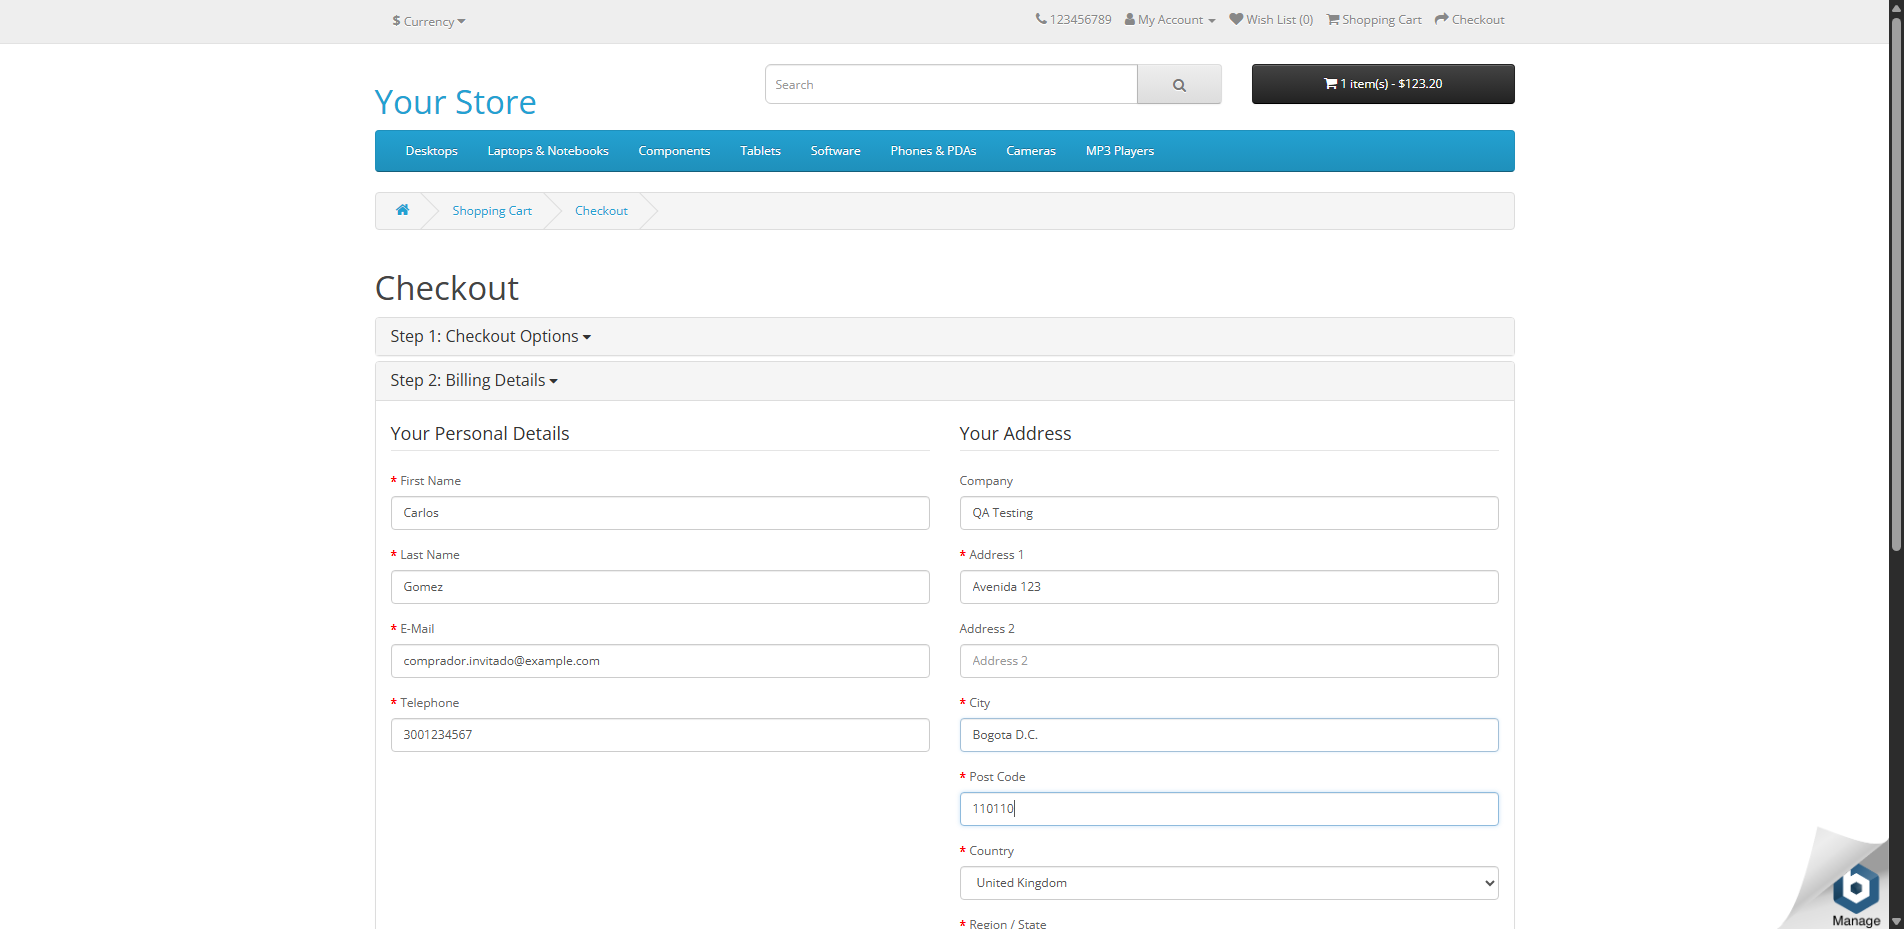 $ Currency
123456789 My Account Wish List (0) Shopping Cart Checkout
Your Store
Search
1 item(s) - $123.20
Desktops Laptops & Notebooks Components Tablets Software Phones & PDAs Cameras MP3 Players
Shopping Cart Checkout
Checkout
Step 1: Checkout Options
Step 2: Billing Details
Your Personal Details
* First Name
Carlos
* Last Name
Gomez
* E-Mail
comprador.invitado@example.com
* Telephone
3001234567
Your Address
Company
QA Testing
* Address 1
Avenida 123
Address 2
Address 2
* City
Bogota D.C.
* Post Code
110110
* Country
United Kingdom
* Region / State
b
Manage